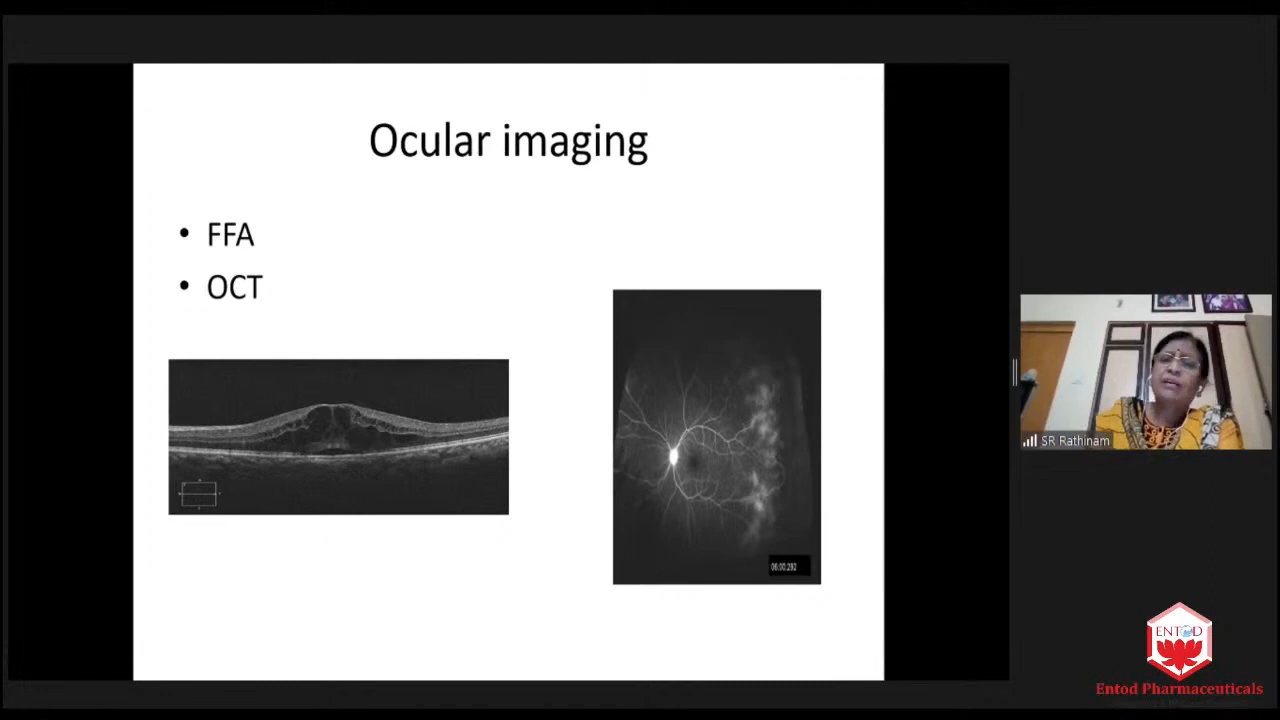 Ocular imaging
• FFA
• OCT
SR Rathinam
ENTOD
Entod Pharmaceuticals